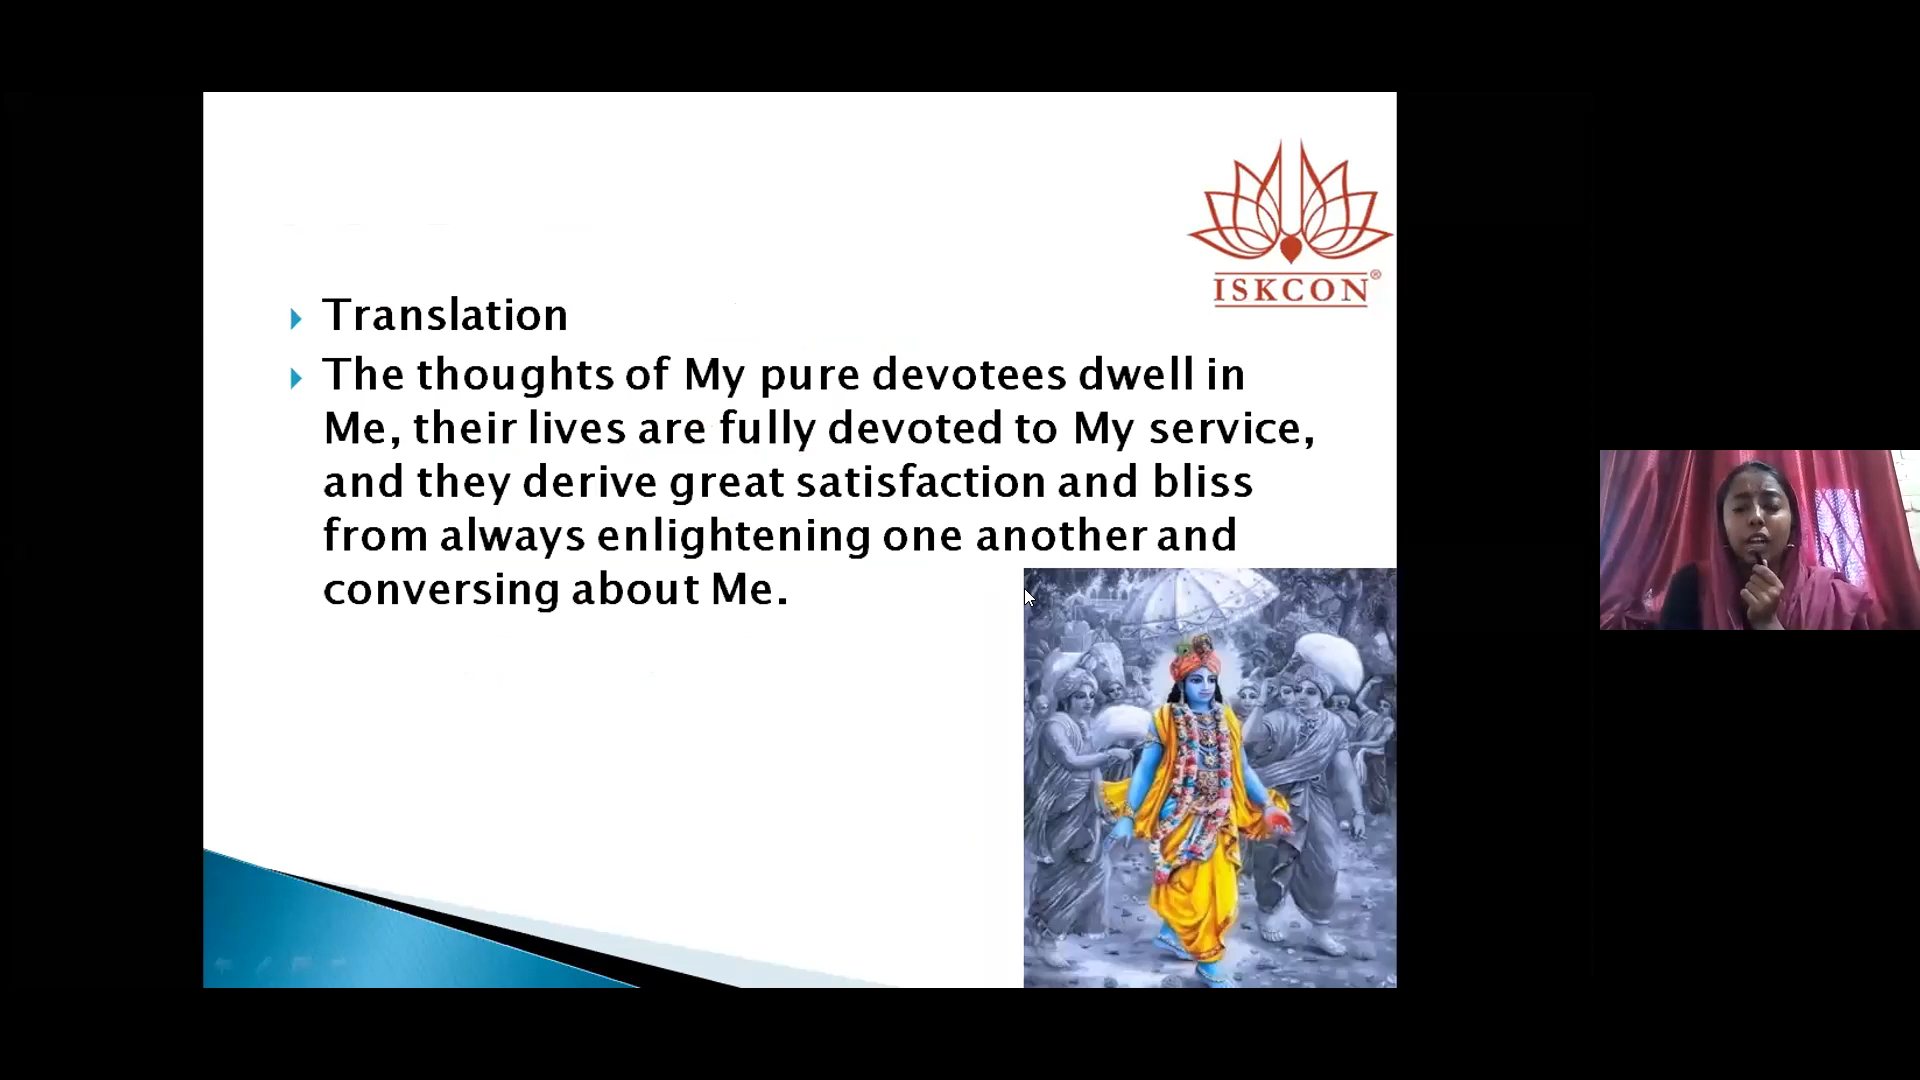 ISKCON®
Translation
The thoughts of My pure devotees dwell in
Me, their lives are fully devoted to My service,
and they derive great satisfaction and bliss
from always enlightening one another and
conversing about Me.